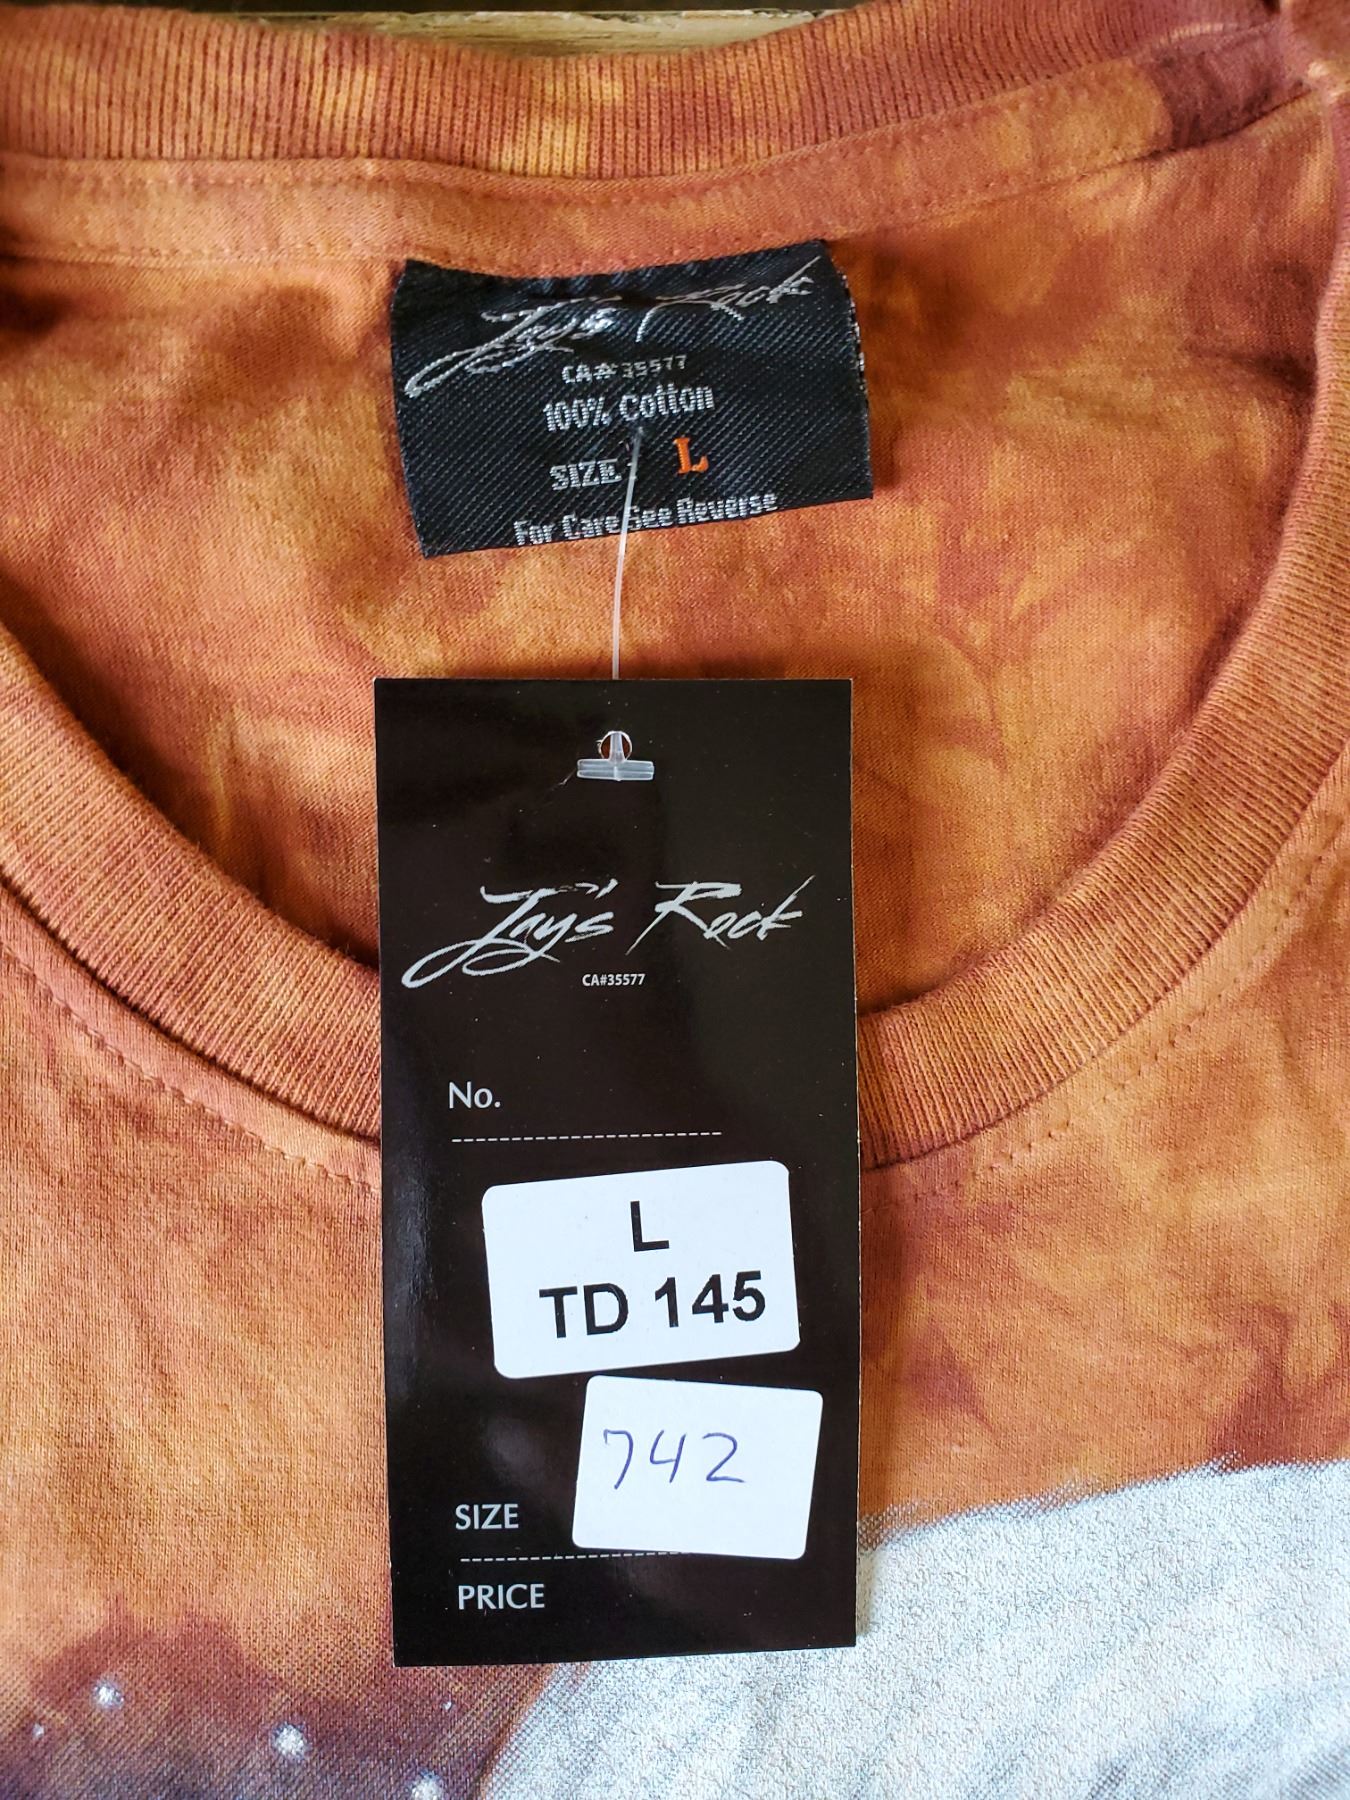 Jay's Rock
CA# 35577
100% Cotton
SIZE: L
For Care See Reverse
Jay's Rock
CA#35577
No.
L
TD 145
742
SIZE
PRICE